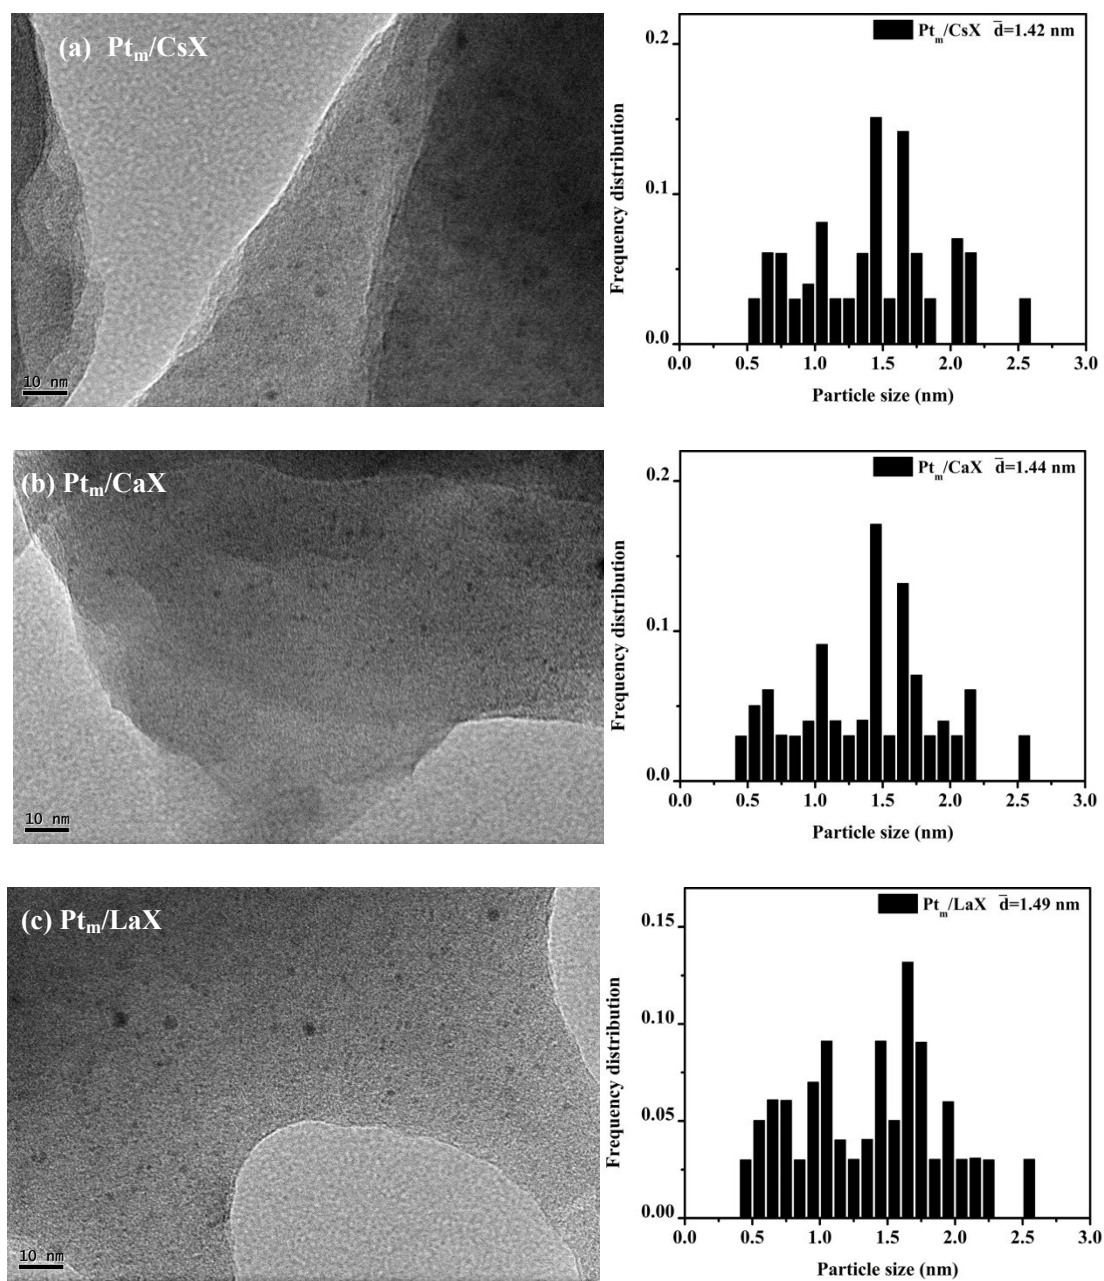 (a) Ptm/CsX
10 nm
Ptm/CsX d̄=1.42 nm
0.2
0.1
0.0
Frequency distribution
0.0 0.5 1.0 1.5 2.0 2.5 3.0
Particle size (nm)
(b) Ptm/CaX
10 nm
Ptm/CaX d̄=1.44 nm
0.2
0.1
0.0
Frequency distribution
0.0 0.5 1.0 1.5 2.0 2.5 3.0
Particle size (nm)
(c) Ptm/LaX
10 nm
Ptm/LaX d̄=1.49 nm
0.15
0.10
0.05
0.00
Frequency distribution
0.0 0.5 1.0 1.5 2.0 2.5 3.0
Particle size (nm)